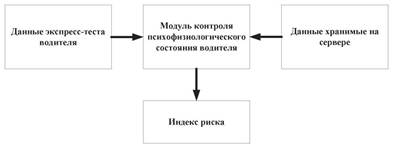 Данные экспресс-теста
водителя
Модуль контроля
психофизиологического
состояния водителя
Данные хранимые на
сервере
Индекс риска